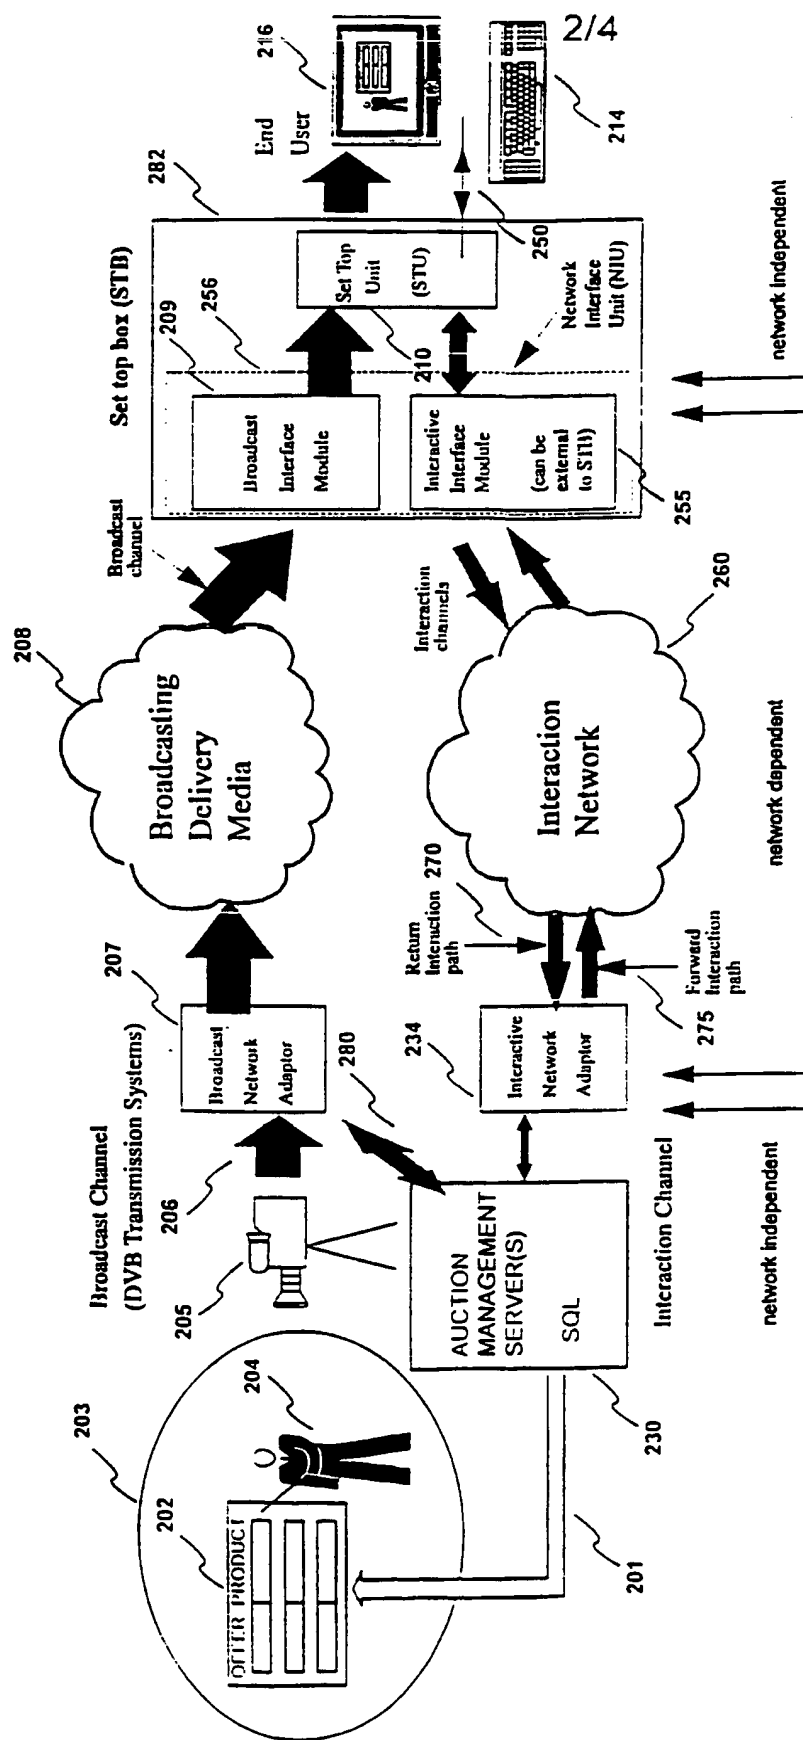 2/4
203
202
OFFER PRODUCT
204
201
230
AUCTION
MANAGEMENT
SERVER(S)
SQL
Broadcast Channel
(DVB Transmission Systems)
205
206
207
Broadcast
Network
Adaptor
280
234
Interactive
Network
Adaptor
Interaction Channel
208
Broadcasting
Delivery
Media
Broadcast
channel
Return
Interaction
path
270
Forward
Interaction
path
275
Interaction
Network
260
Interaction
channels
Set top box (STB)
209
256
282
Broadcast
Interface
Module
Set Top
Unit
(STU)
210
Interactive
Interface
Module
(can be
external
to STB)
255
Network
Interface
Unit (NIU)
250
End
User
216
214
network independent
network dependent
network independent